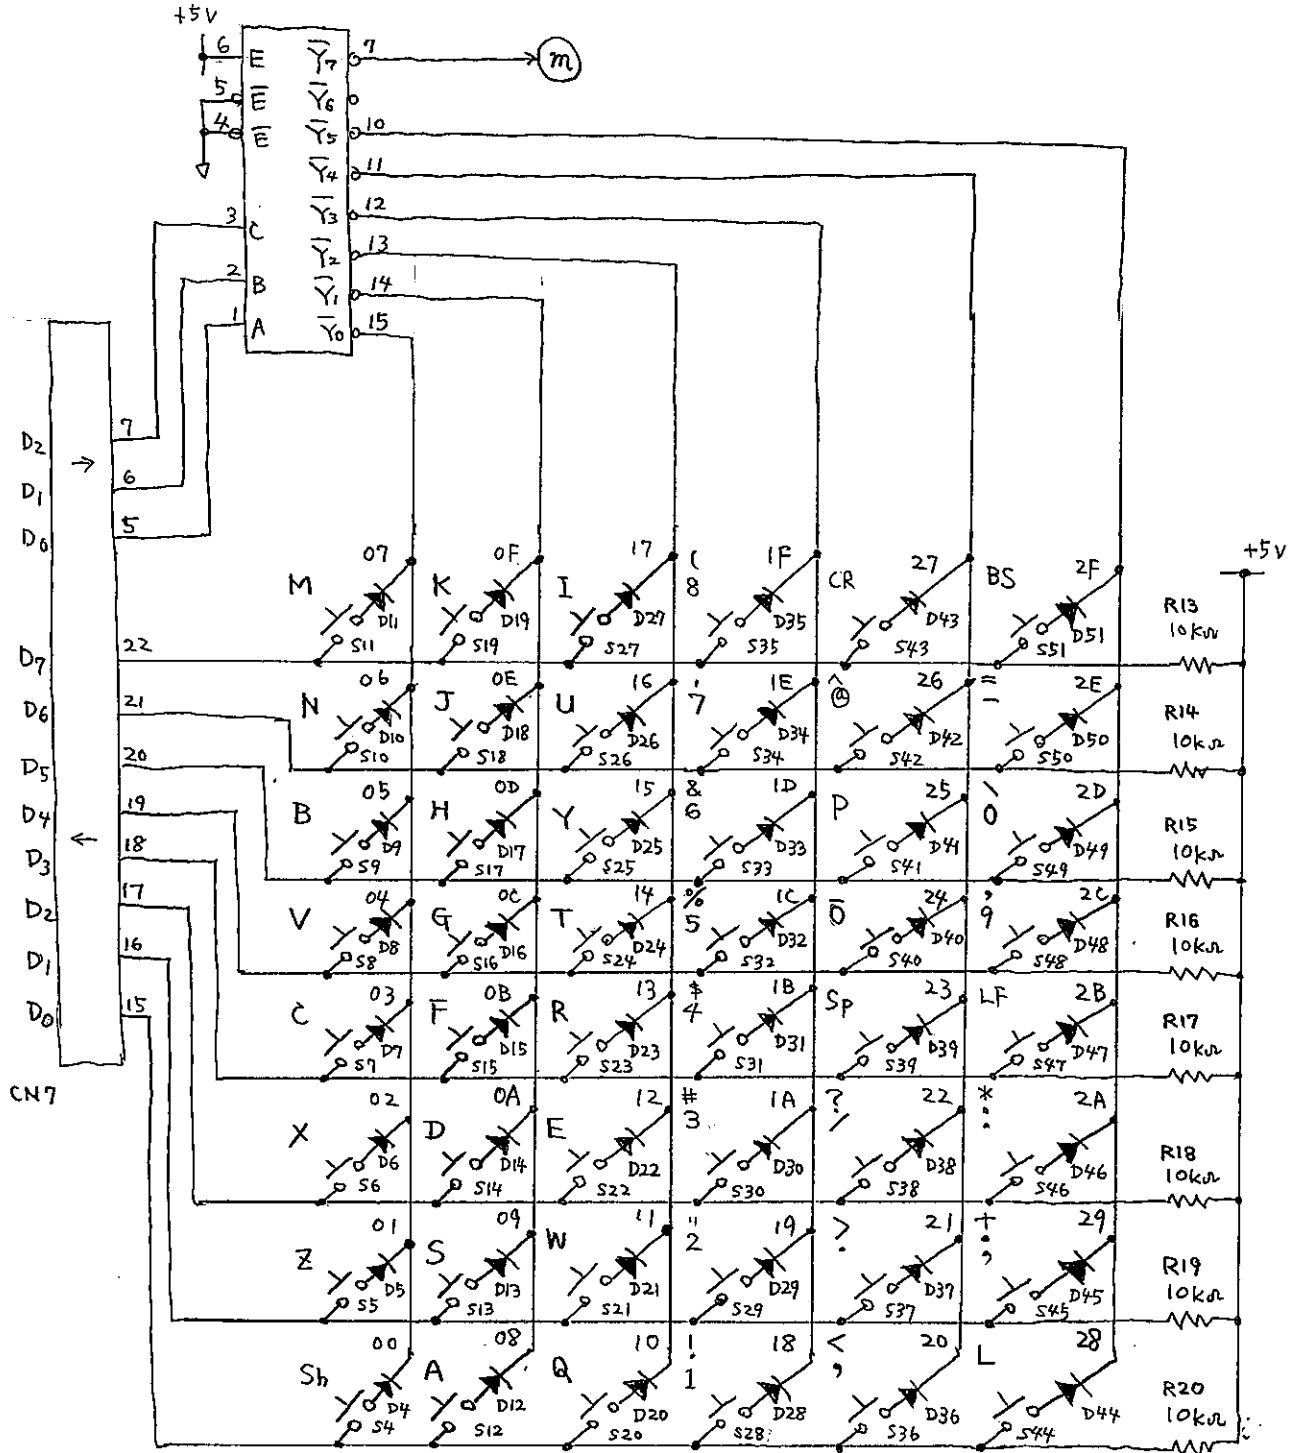 +5V
6 E Y̅7 7 m
5 E̅ Y̅6
4 E̅ Y̅5 10
Y̅4 11
3 C Y̅3 12
Y̅2 13
2 B Y̅1 14
1 A Y̅0 15
D2 7
→
D1 6
D0 5
+5V
07 0F 17 ( 1F 27 2F
M K I 8 CR BS
D11 D19 D27 D35 D43 D51
S11 S19 S27 S35 S43 S51
R13
10kΩ
D7 22
06 0E 16 ' 1E ^ 26 = 2E
N J U 7 @ -
D10 D18 D26 D34 D42 D50
S10 S18 S26 S34 S42 S50
R14
10kΩ
D6 21
D5 20
05 0D 15 & 1D 25 \ 2D
B H Y 6 P 0
D9 D17 D25 D33 D41 D49
S9 S17 S25 S33 S41 S49
R15
10kΩ
D4 19
←
D3 18
04 0C 14 % 1C 24 ) 2C
V G T 5 O̅ 9
D8 D16 D24 D32 D40 D48
S8 S16 S24 S32 S40 S48
R16
10kΩ
D2 17
D1 16
03 0B 13 $ 1B 23 2B
C F R 4 Sp LF
D7 D15 D23 D31 D39 D47
S7 S15 S23 S31 S39 S47
R17
10kΩ
D0 15
CN7
02 0A 12 # 1A ? 22 * 2A
X D E 3 / :
D6 D14 D22 D30 D38 D46
S6 S14 S22 S30 S38 S46
R18
10kΩ
01 09 11 " 19 > 21 + 29
Z S W 2 . ;
D5 D13 D21 D29 D37 D45
S5 S13 S21 S29 S37 S45
R19
10kΩ
00 08 10 ! 18 < 20 28
Sh A Q 1 , L
D4 D12 D20 D28 D36 D44
S4 S12 S20 S28 S36 S44
R20
10kΩ